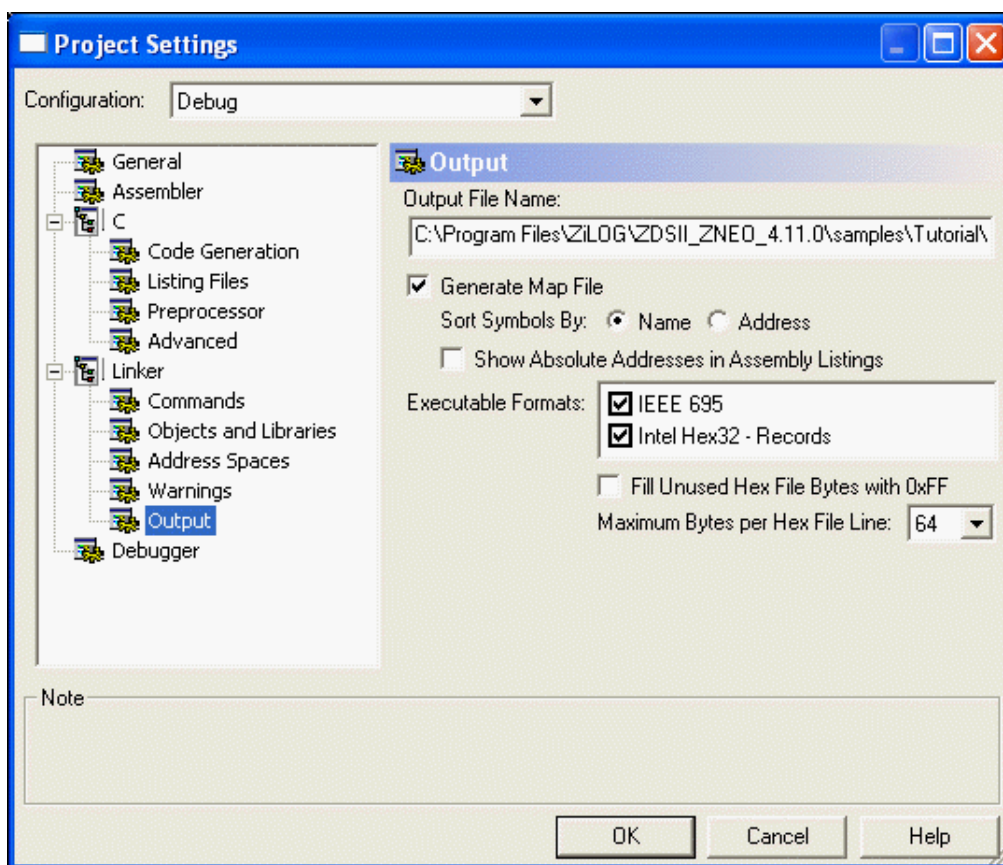 Project Settings
Configuration: Debug
General
Assembler
C
Code Generation
Listing Files
Preprocessor
Advanced
Linker
Commands
Objects and Libraries
Address Spaces
Warnings
Output
Debugger
Output
Output File Name:
C:\Program Files\ZiLOG\ZDSII_ZNEO_4.11.0\samples\Tutorial\
Generate Map File
Sort Symbols By: Name Address
Show Absolute Addresses in Assembly Listings
Executable Formats: IEEE 695
Intel Hex32 - Records
Fill Unused Hex File Bytes with 0xFF
Maximum Bytes per Hex File Line: 64
Note
OK Cancel Help